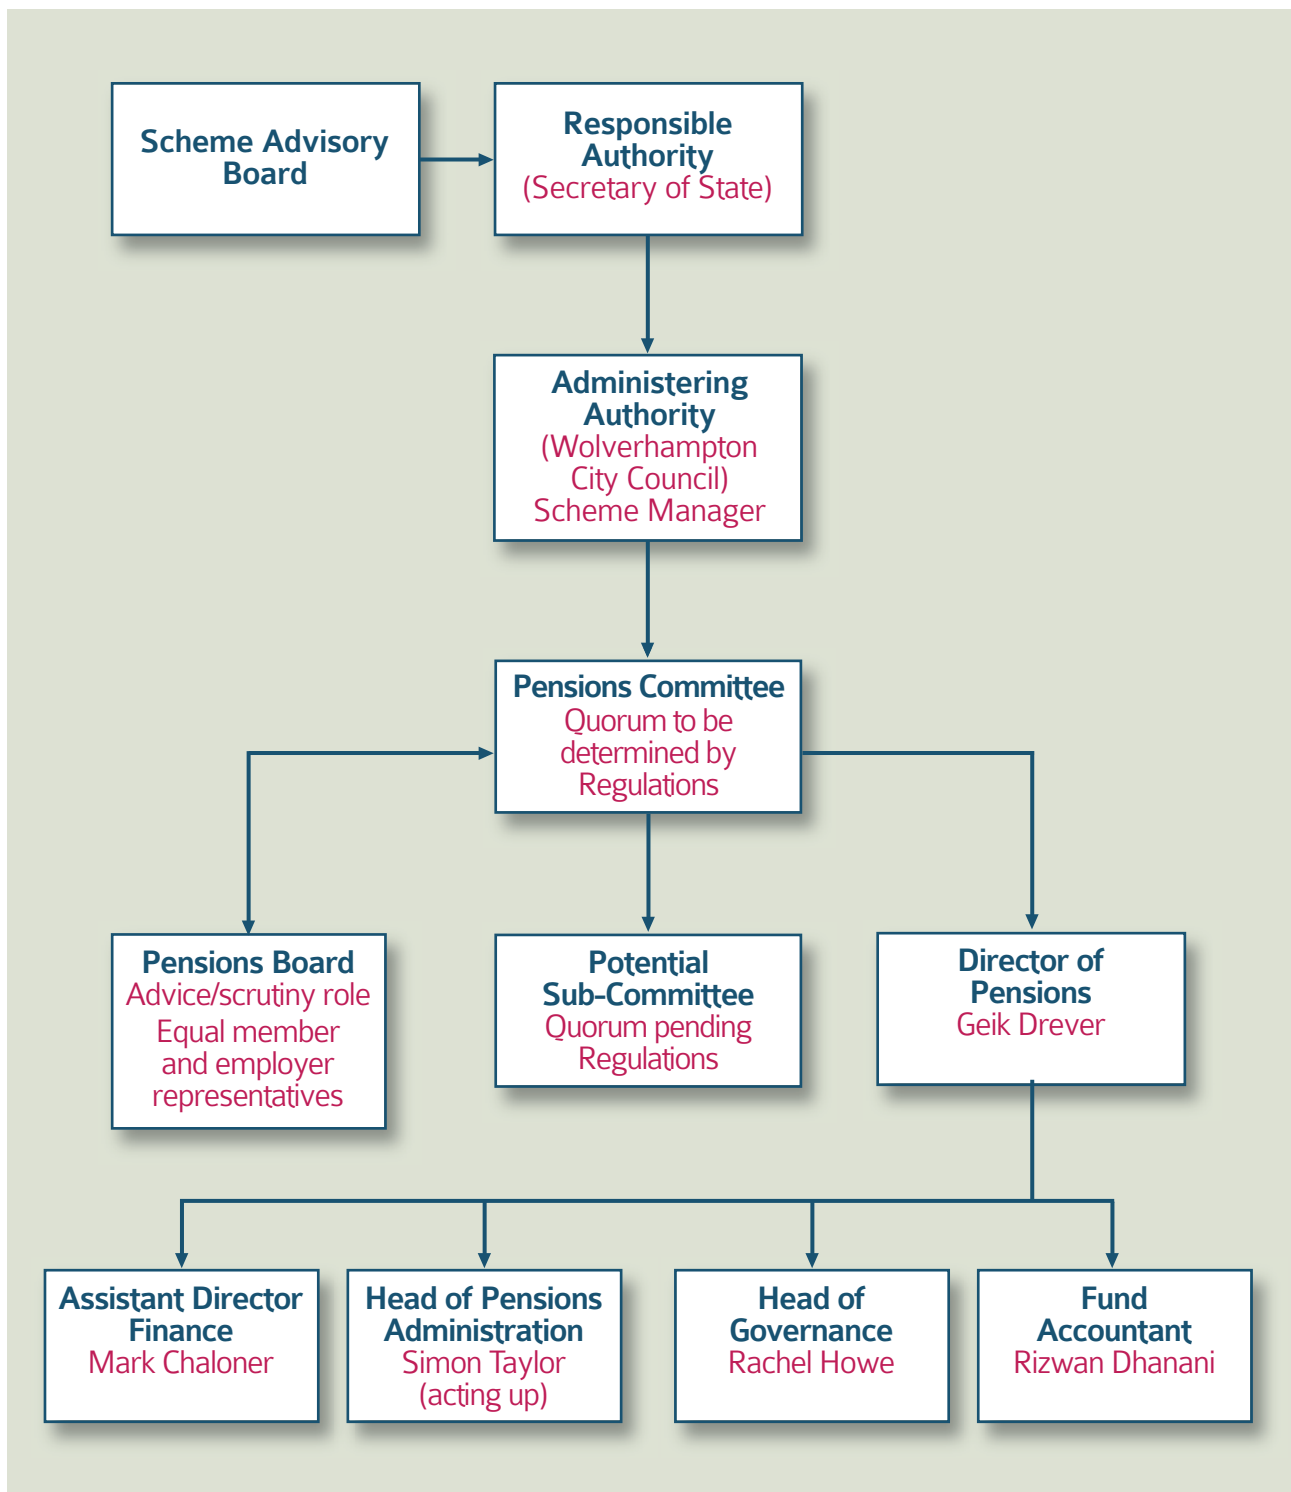 Scheme Advisory
Board
Responsible
Authority
(Secretary of State)
Administering
Authority
(Wolverhampton
City Council)
Scheme Manager
Pensions Committee
Quorum to be
determined by
Regulations
Pensions Board
Advice/scrutiny role
Equal member
and employer
representatives
Potential
Sub-Committee
Quorum pending
Regulations
Director of
Pensions
Geik Drever
Assistant Director
Finance
Mark Chaloner
Head of Pensions
Administration
Simon Taylor
(acting up)
Head of
Governance
Rachel Howe
Fund
Accountant
Rizwan Dhanani